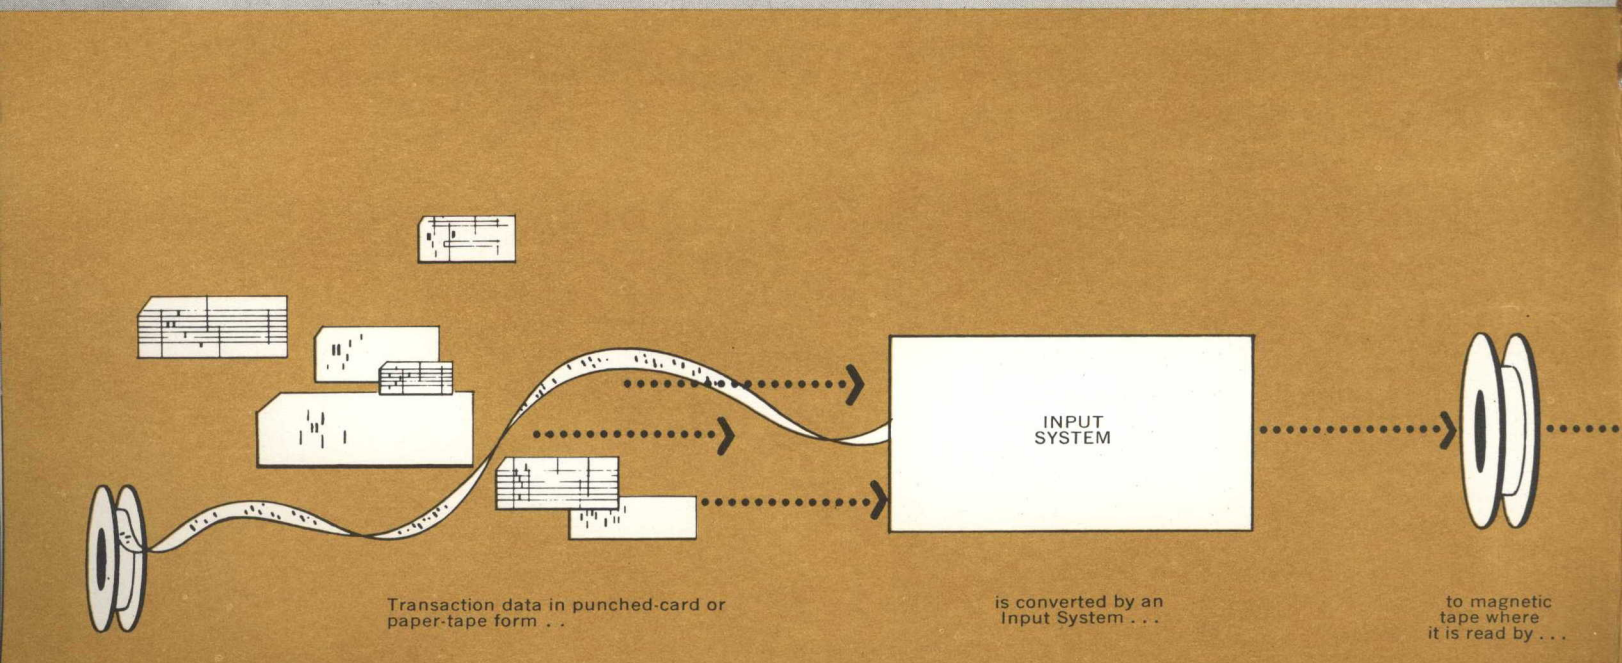 INPUT
SYSTEM
Transaction data in punched-card or
paper-tape form . .
is converted by an
Input System . . .
to magnetic
tape where
it is read by . . .